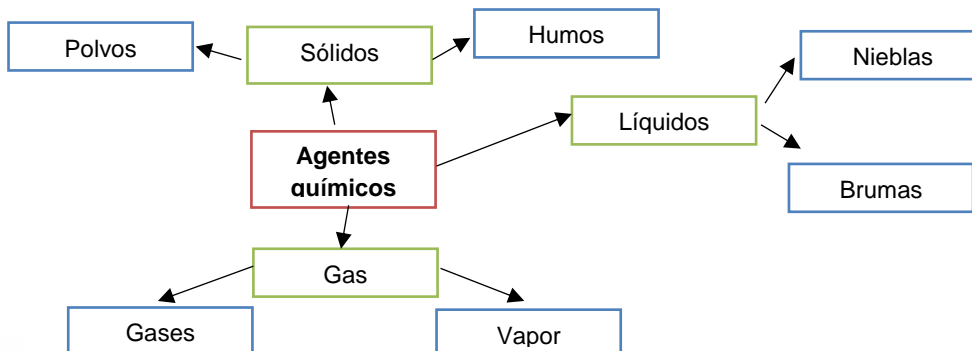 Polvos
Sólidos
Humos
Nieblas
Líquidos
Agentes
químicos
Brumas
Gas
Gases
Vapor